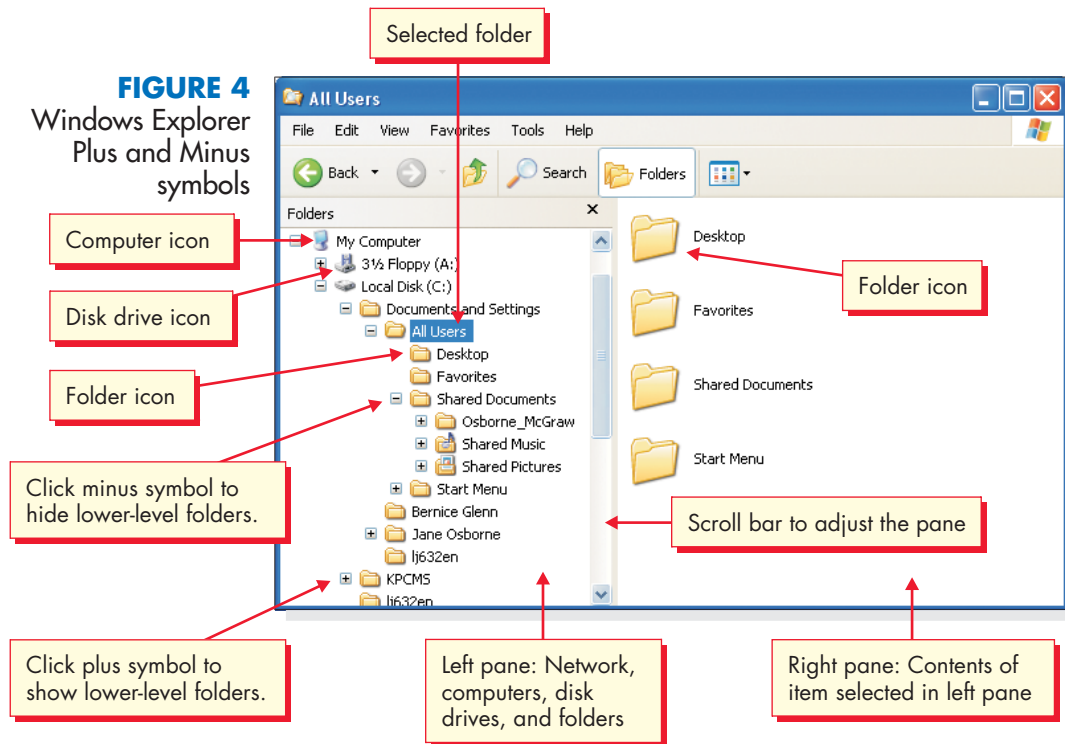 Selected folder
FIGURE 4
Windows Explorer
Plus and Minus
symbols
All Users
File Edit View Favorites Tools Help
Back Search Folders
Folders
Computer icon
Disk drive icon
Folder icon
Click minus symbol to
hide lower-level folders.
Click plus symbol to
show lower-level folders.
My Computer
3½ Floppy (A:)
Local Disk (C:)
Documents and Settings
All Users
Desktop
Favorites
Shared Documents
Osborne_McGraw
Shared Music
Shared Pictures
Start Menu
Bernice Glenn
Jane Osborne
lj632en
KPCMS
lj632en
Desktop
Favorites
Shared Documents
Start Menu
Folder icon
Scroll bar to adjust the pane
Left pane: Network,
computers, disk
drives, and folders
Right pane: Contents of
item selected in left pane